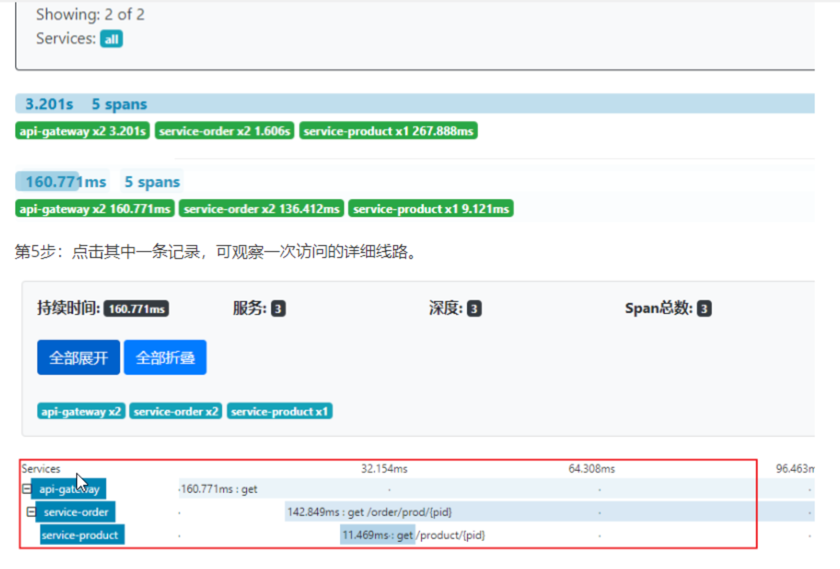 Showing: 2 of 2
Services: all
3.201s 5 spans
api-gateway x2 3.201s service-order x2 1.606s service-product x1 267.888ms
160.771ms 5 spans
api-gateway x2 160.771ms service-order x2 136.412ms service-product x1 9.121ms
第5步：点击其中一条记录，可观察一次访问的详细线路。
持续时间: 160.771ms 服务: 3 深度: 3 Span总数: 3
全部展开 全部折叠
api-gateway x2 service-order x2 service-product x1
Services 32.154ms 64.308ms 96.463m
api-gateway 160.771ms : get
service-order 142.849ms : get /order/prod/{pid}
service-product 11.469ms : get /product/{pid}